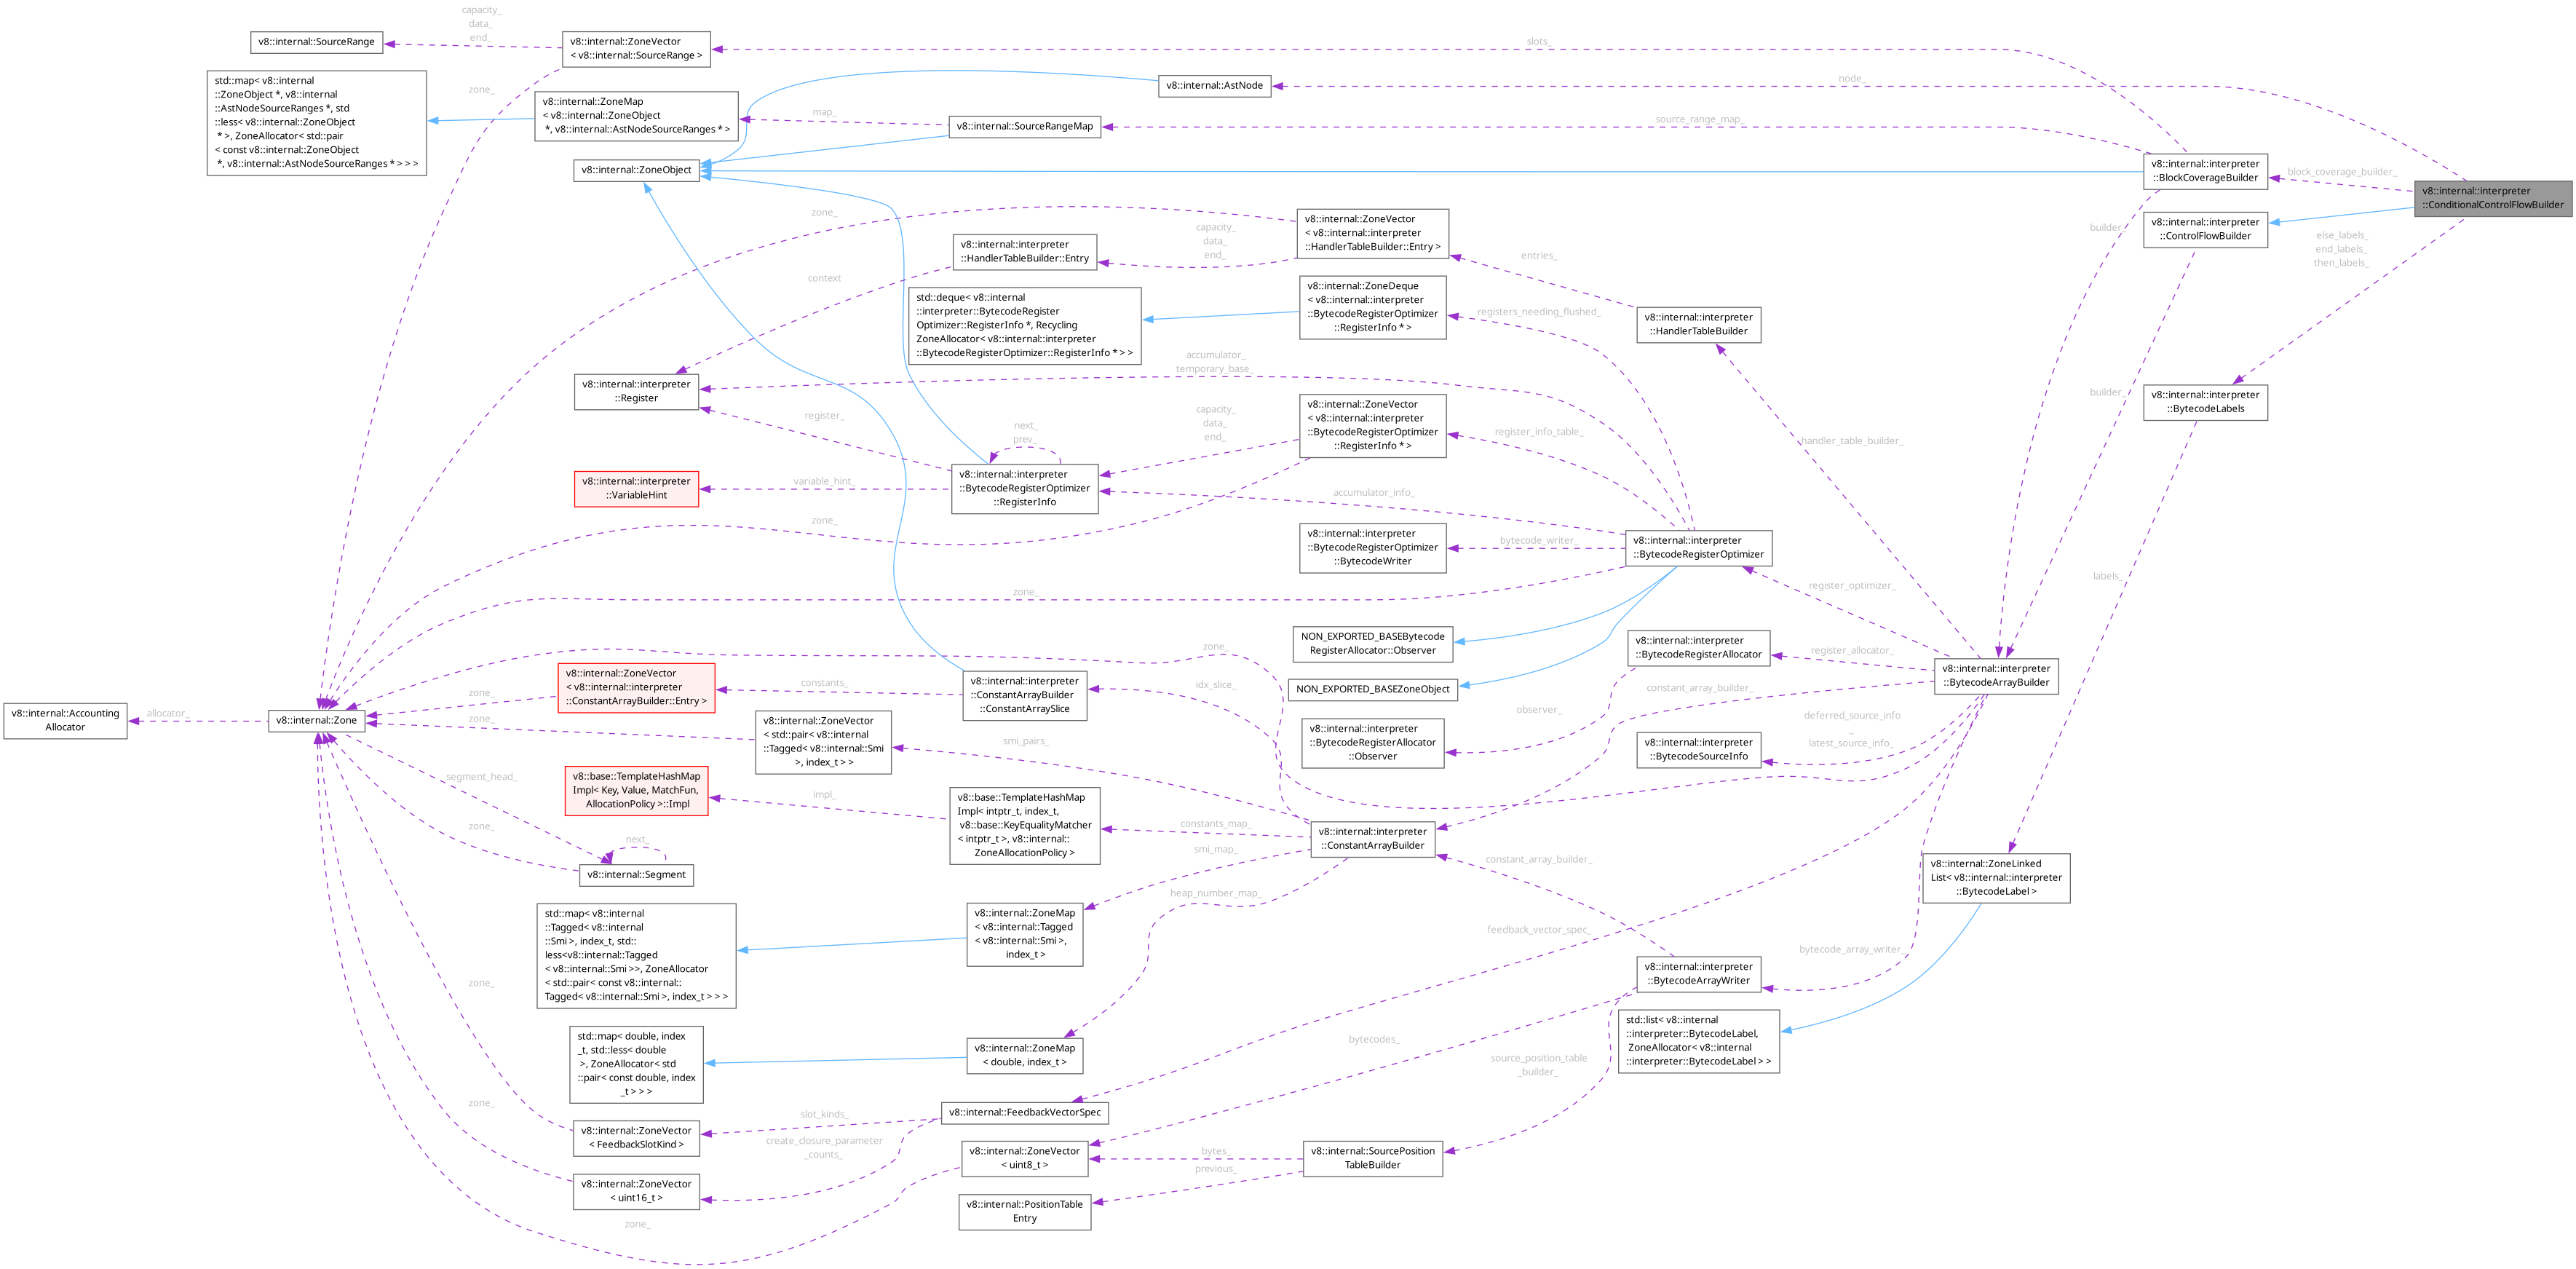 capacity_
data_
end_
v8::internal::SourceRange
v8::internal::ZoneVector
< v8::internal::SourceRange >
slots_
std::map< v8::internal
::ZoneObject *, v8::internal
::AstNodeSourceRanges *, std
::less< v8::internal::ZoneObject
* >, ZoneAllocator< std::pair
< const v8::internal::ZoneObject
*, v8::internal::AstNodeSourceRanges * > > >
zone_
v8::internal::ZoneMap
< v8::internal::ZoneObject
*, v8::internal::AstNodeSourceRanges * >
map_
v8::internal::AstNode
node_
v8::internal::SourceRangeMap
source_range_map_
v8::internal::ZoneObject
v8::internal::interpreter
::BlockCoverageBuilder
block_coverage_builder_
v8::internal::interpreter
::ConditionalControlFlowBuilder
v8::internal::interpreter
::ControlFlowBuilder
builder_
else_labels_
end_labels_
then_labels_
zone_
v8::internal::ZoneVector
< v8::internal::interpreter
::HandlerTableBuilder::Entry >
capacity_
data_
end_
v8::internal::interpreter
::HandlerTableBuilder::Entry
entries_
context
std::deque< v8::internal
::interpreter::BytecodeRegister
Optimizer::RegisterInfo *, Recycling
ZoneAllocator< v8::internal::interpreter
::BytecodeRegisterOptimizer::RegisterInfo * > >
v8::internal::ZoneDeque
< v8::internal::interpreter
::BytecodeRegisterOptimizer
::RegisterInfo * >
registers_needing_flushed_
v8::internal::interpreter
::HandlerTableBuilder
accumulator_
temporary_base_
v8::internal::interpreter
::Register
register_
next_
prev_
capacity_
data_
end_
v8::internal::ZoneVector
< v8::internal::interpreter
::BytecodeRegisterOptimizer
::RegisterInfo * >
register_info_table_
handler_table_builder_
builder_
v8::internal::interpreter
::BytecodeLabels
v8::internal::interpreter
::VariableHint
variable_hint_
v8::internal::interpreter
::BytecodeRegisterOptimizer
::RegisterInfo
accumulator_info_
zone_
v8::internal::interpreter
::BytecodeRegisterOptimizer
::BytecodeWriter
bytecode_writer_
v8::internal::interpreter
::BytecodeRegisterOptimizer
zone_
register_optimizer_
labels_
NON_EXPORTED_BASEBytecode
RegisterAllocator::Observer
v8::internal::interpreter
::BytecodeRegisterAllocator
register_allocator_
v8::internal::interpreter
::BytecodeArrayBuilder
zone_
v8::internal::ZoneVector
< v8::internal::interpreter
::ConstantArrayBuilder::Entry >
zone_
constants_
v8::internal::interpreter
::ConstantArrayBuilder
::ConstantArraySlice
idx_slice_
NON_EXPORTED_BASEZoneObject
constant_array_builder_
v8::internal::Accounting
Allocator
allocator_
v8::internal::Zone
zone_
v8::internal::ZoneVector
< std::pair< v8::internal
::Tagged< v8::internal::Smi
>, index_t > >
smi_pairs_
v8::internal::interpreter
::BytecodeRegisterAllocator
::Observer
observer_
v8::internal::interpreter
::BytecodeSourceInfo
deferred_source_info
_
latest_source_info_
segment_head_
v8::base::TemplateHashMap
Impl< Key, Value, MatchFun,
AllocationPolicy >::Impl
impl_
v8::base::TemplateHashMap
Impl< intptr_t, index_t,
v8::base::KeyEqualityMatcher
< intptr_t >, v8::internal::
ZoneAllocationPolicy >
constants_map_
v8::internal::interpreter
::ConstantArrayBuilder
zone_
next_
v8::internal::Segment
smi_map_
heap_number_map_
constant_array_builder_
v8::internal::ZoneLinked
List< v8::internal::interpreter
::BytecodeLabel >
std::map< v8::internal
::Tagged< v8::internal
::Smi >, index_t, std::
less<v8::internal::Tagged
< v8::internal::Smi >>, ZoneAllocator
< std::pair< const v8::internal::
Tagged< v8::internal::Smi >, index_t > > >
v8::internal::ZoneMap
< v8::internal::Tagged
< v8::internal::Smi >,
index_t >
feedback_vector_spec_
bytecode_array_writer_
v8::internal::interpreter
::BytecodeArrayWriter
zone_
std::map< double, index
_t, std::less< double
>, ZoneAllocator< std
::pair< const double, index
_t > > >
v8::internal::ZoneMap
< double, index_t >
bytecodes_
source_position_table
_builder_
std::list< v8::internal
::interpreter::BytecodeLabel,
ZoneAllocator< v8::internal
::interpreter::BytecodeLabel > >
zone_
v8::internal::ZoneVector
< FeedbackSlotKind >
slot_kinds_
create_closure_parameter
_counts_
v8::internal::FeedbackVectorSpec
v8::internal::ZoneVector
< uint8_t >
bytes_
previous_
v8::internal::SourcePosition
TableBuilder
v8::internal::ZoneVector
< uint16_t >
v8::internal::PositionTable
Entry
zone_